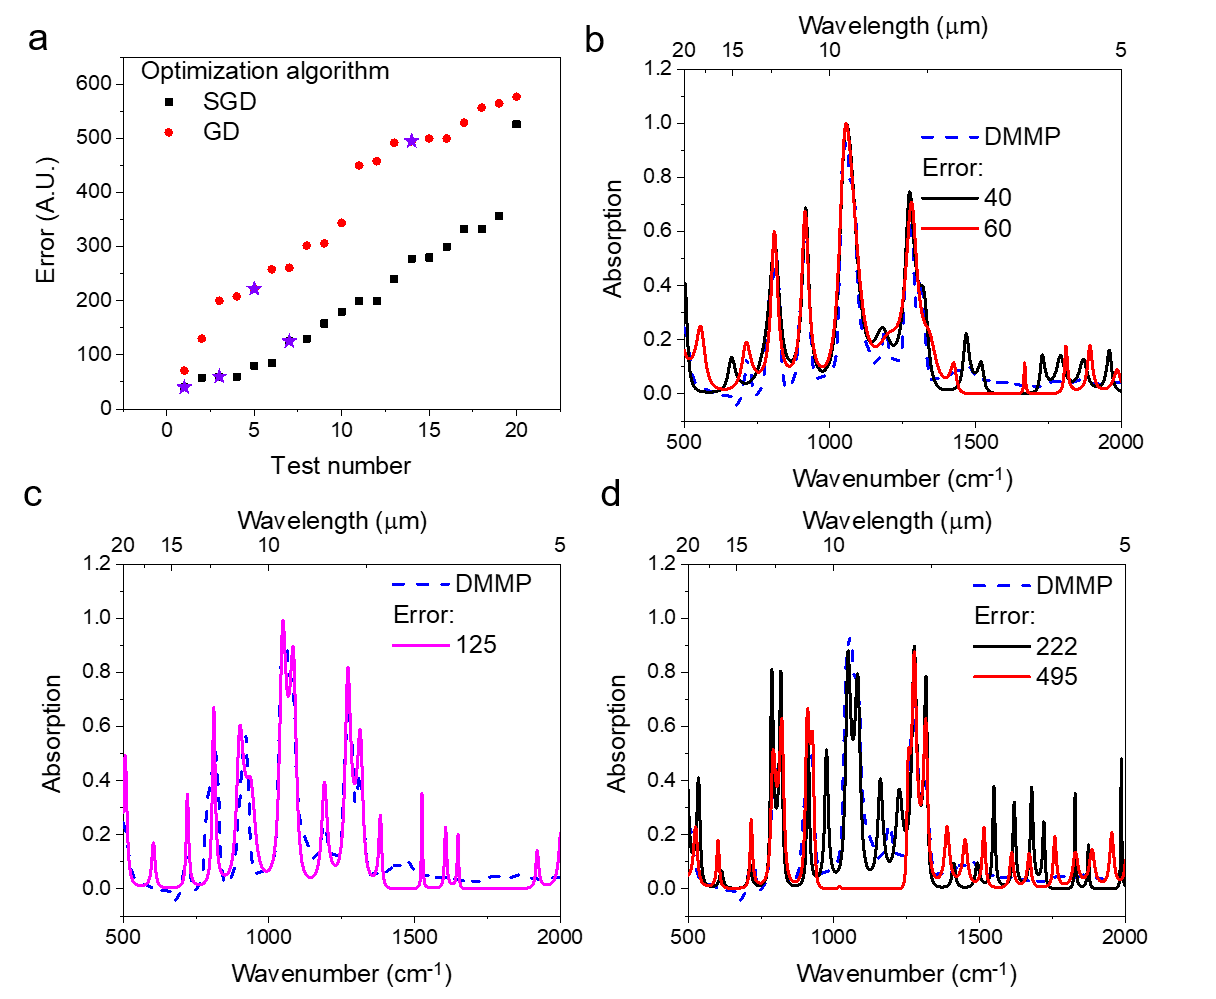 a
Optimization algorithm
SGD
GD
600
500
400
300
200
100
0
Error (A.U.)
0 5 10 15 20
Test number
b
Wavelength (μm)
20 15 10 5
1.2
1.0
0.8
0.6
0.4
0.2
0.0
Absorption
DMMP
Error:
40
60
500 1000 1500 2000
Wavenumber (cm-1)
c
Wavelength (μm)
20 15 10 5
1.2
1.0
0.8
0.6
0.4
0.2
0.0
Absorption
DMMP
Error:
125
500 1000 1500 2000
Wavenumber (cm-1)
d
Wavelength (μm)
20 15 10 5
1.2
1.0
0.8
0.6
0.4
0.2
0.0
Absorption
DMMP
Error:
222
495
500 1000 1500 2000
Wavenumber (cm-1)